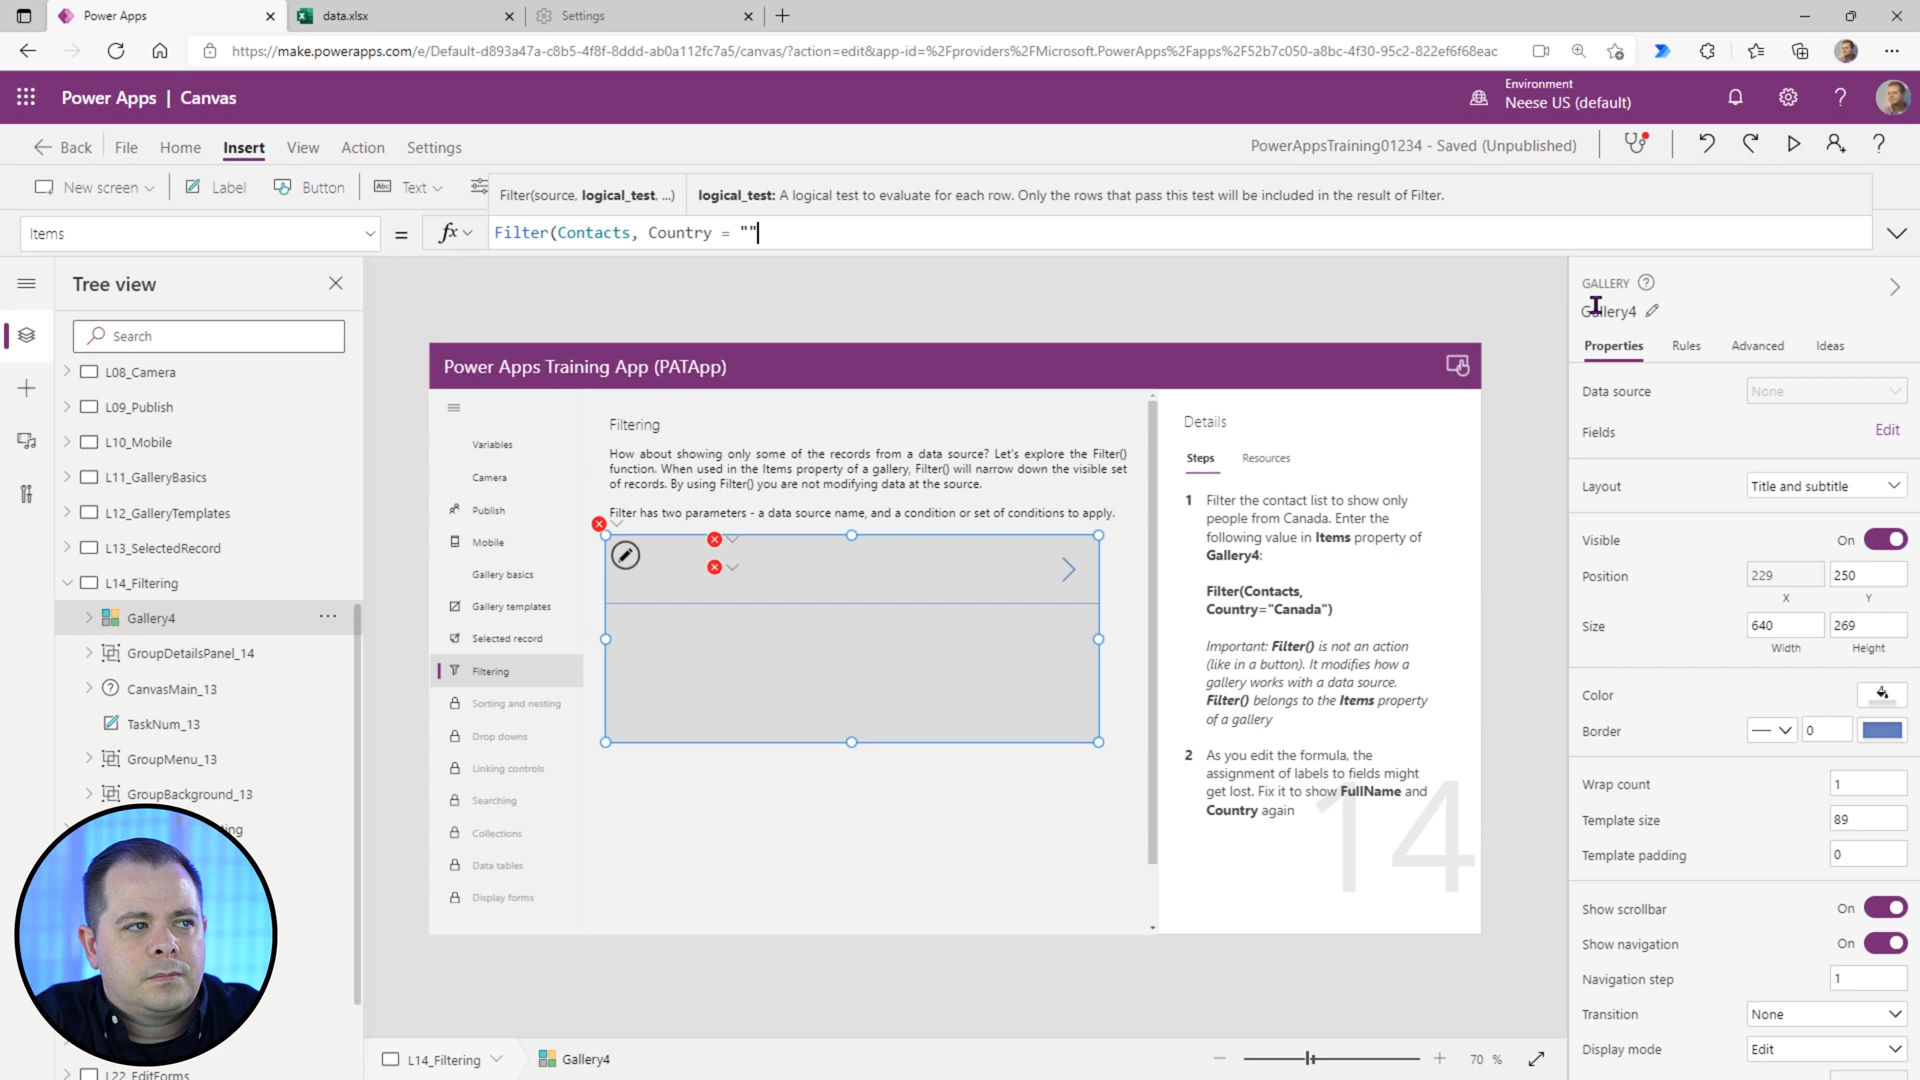 Power Apps
data.xlsx
Settings
https://make.powerapps.com/e/Default-d893a47a-c8b5-4f8f-8ddd-ab0a112fc7a5/canvas/?action=edit&app-id=%2Fproviders%2FMicrosoft.PowerApps%2Fapps%2F52b7c050-a8bc-4f30-95c2-822ef6f68eac
Power Apps | Canvas
Environment
Neese US (default)
Back
File
Home
Insert
View
Action
Settings
PowerAppsTraining01234 - Saved (Unpublished)
New screen
Label
Button
Text
Filter(source, logical_test, ...)
logical_test: A logical test to evaluate for each row. Only the rows that pass this test will be included in the result of Filter.
Items
=
fx
Filter(Contacts, Country = ""
Tree view
Search
L08_Camera
L09_Publish
L10_Mobile
L11_GalleryBasics
L12_GalleryTemplates
L13_SelectedRecord
L14_Filtering
Gallery4
GroupDetailsPanel_14
CanvasMain_13
TaskNum_13
GroupMenu_13
GroupBackground_13
L22_EditForms
Power Apps Training App (PATApp)
Variables
Camera
Publish
Mobile
Gallery basics
Gallery templates
Selected record
Filtering
Sorting and nesting
Drop downs
Linking controls
Searching
Collections
Data tables
Display forms
Filtering
How about showing only some of the records from a data source? Let's explore the Filter()
function. When used in the Items property of a gallery, Filter() will narrow down the visible set
of records. By using Filter() you are not modifying data at the source.
Filter has two parameters - a data source name, and a condition or set of conditions to apply.
Details
Steps
Resources
1 Filter the contact list to show only
people from Canada. Enter the
following value in Items property of
Gallery4:
Filter(Contacts,
Country="Canada")
Important: Filter() is not an action
(like in a button). It modifies how a
gallery works with a data source.
Filter() belongs to the Items property
of a gallery
2 As you edit the formula, the
assignment of labels to fields might
get lost. Fix it to show FullName and
Country again
14
GALLERY
Gallery4
Properties
Rules
Advanced
Ideas
Data source
None
Fields
Edit
Layout
Title and subtitle
Visible
On
Position
229
250
X
Y
Size
640
269
Width
Height
Color
Border
0
Wrap count
1
Template size
89
Template padding
0
Show scrollbar
On
Show navigation
On
Navigation step
1
Transition
None
Display mode
Edit
L14_Filtering
Gallery4
70 %